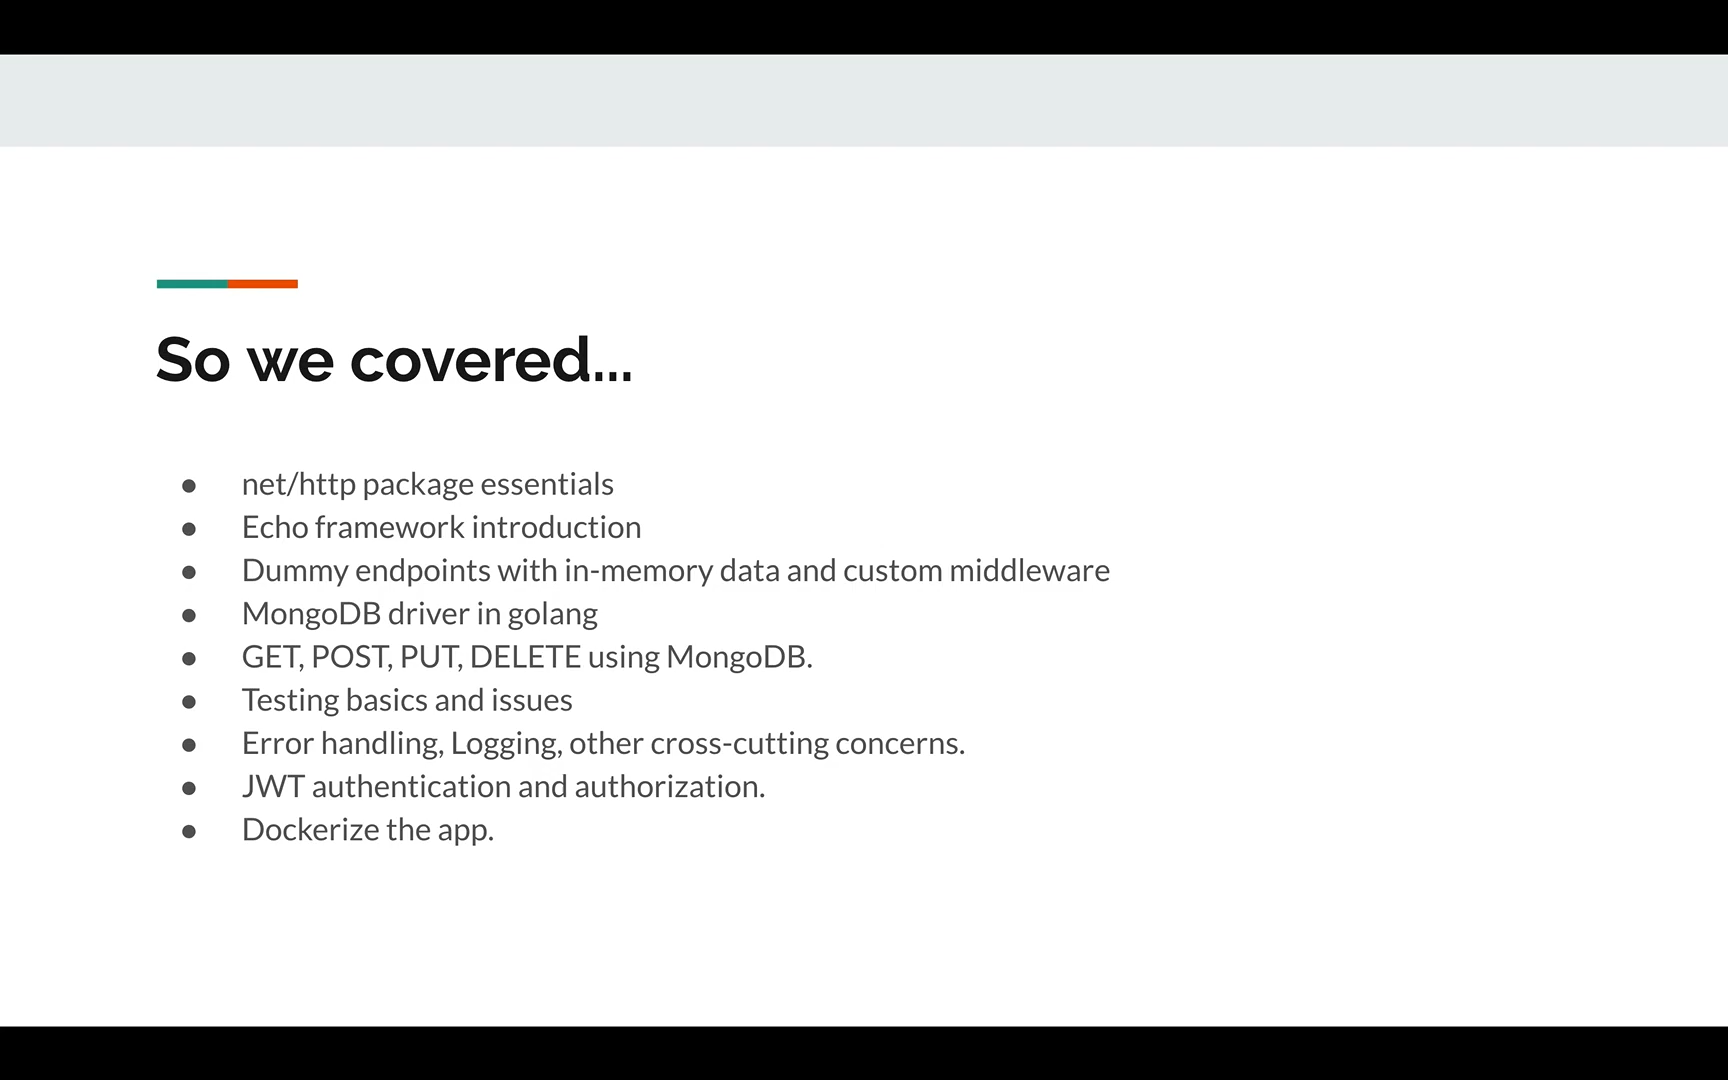 So we covered...
● net/http package essentials
● Echo framework introduction
● Dummy endpoints with in-memory data and custom middleware
● MongoDB driver in golang
● GET, POST, PUT, DELETE using MongoDB.
● Testing basics and issues
● Error handling, Logging, other cross-cutting concerns.
● JWT authentication and authorization.
● Dockerize the app.